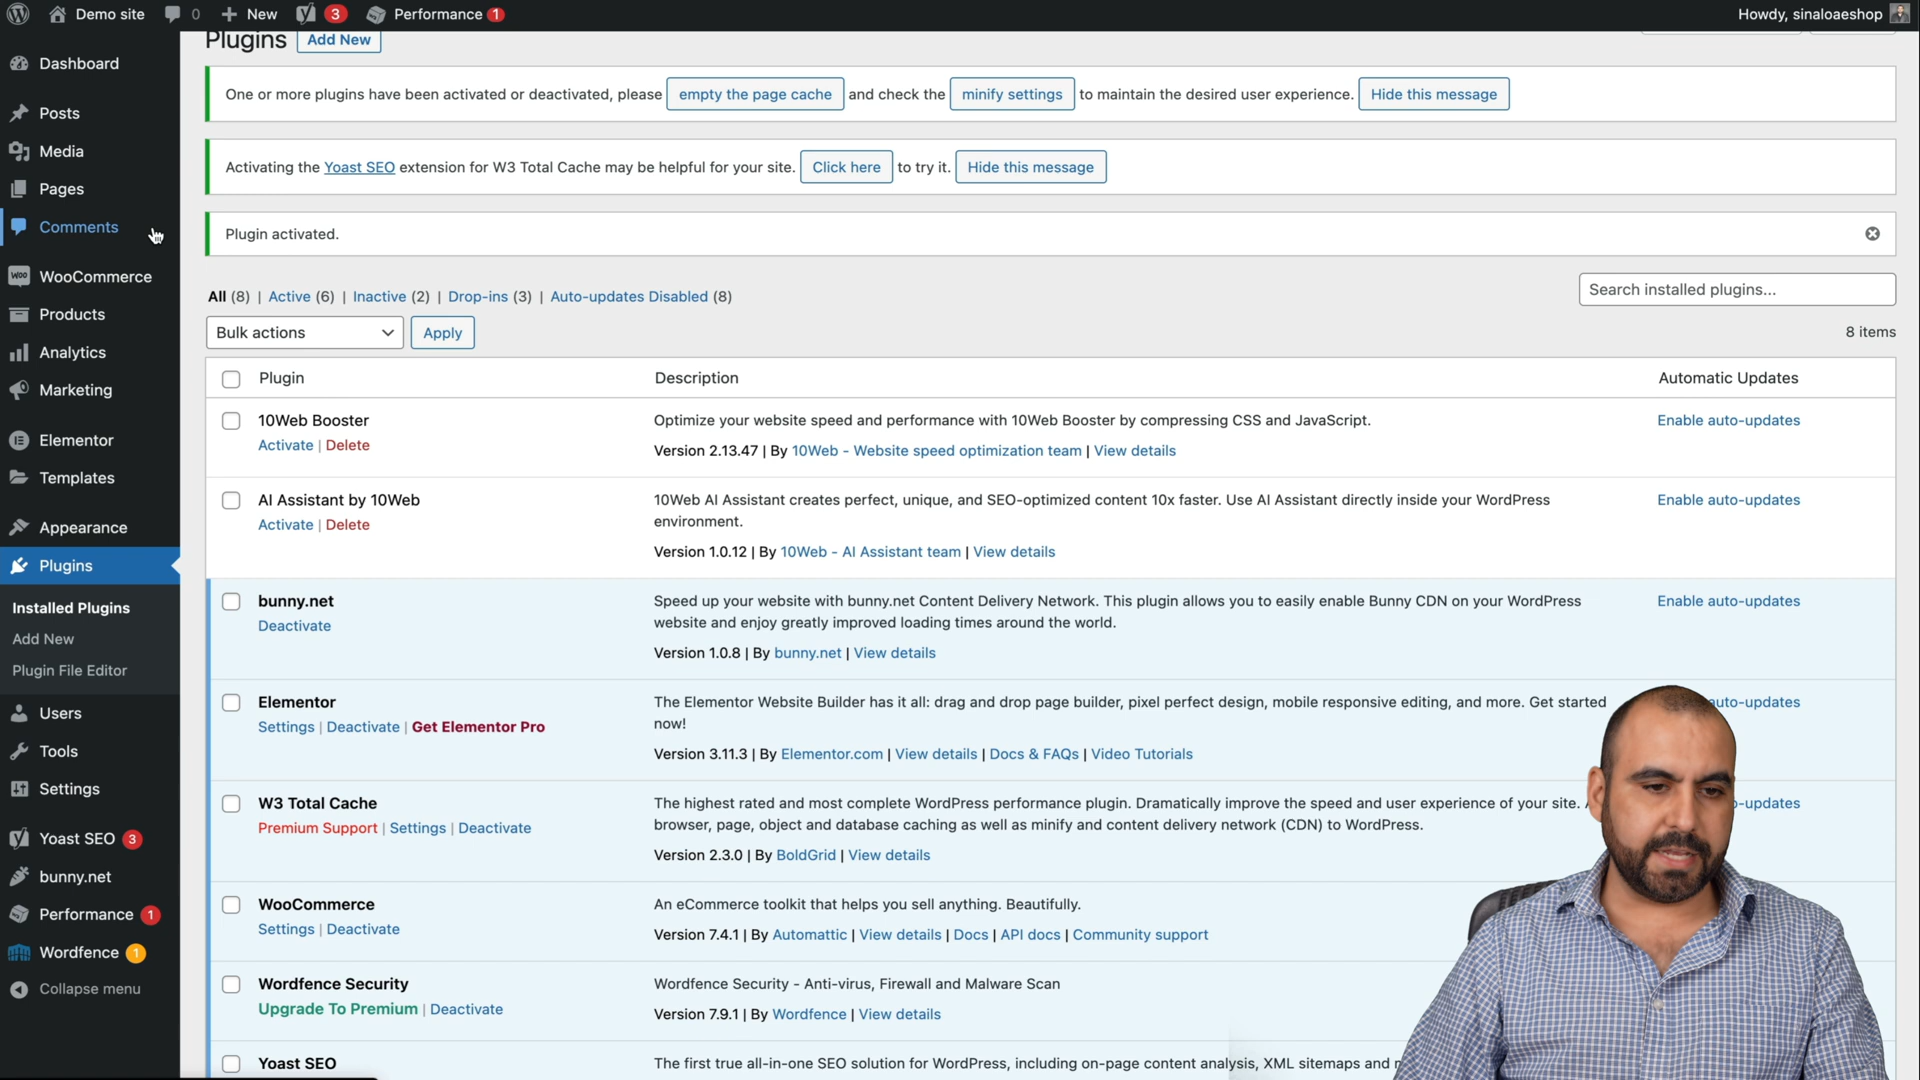 Demo site 0 New 3 Performance 1 Howdy, sinaloaeshop
Plugins Add New
Dashboard
Posts
Media
Pages
Comments
WooCommerce
Products
Analytics
Marketing
Elementor
Templates
Appearance
Plugins
Installed Plugins
Add New
Plugin File Editor
Users
Tools
Settings
Yoast SEO 3
bunny.net
Performance 1
Wordfence 1
Collapse menu
One or more plugins have been activated or deactivated, please empty the page cache and check the minify settings to maintain the desired user experience. Hide this message
Activating the Yoast SEO extension for W3 Total Cache may be helpful for your site. Click here to try it. Hide this message
Plugin activated.
All (8) | Active (6) | Inactive (2) | Drop-ins (3) | Auto-updates Disabled (8)
Search installed plugins...
Bulk actions Apply
8 items
Plugin Description Automatic Updates
10Web Booster
Activate | Delete
Optimize your website speed and performance with 10Web Booster by compressing CSS and JavaScript.
Version 2.13.47 | By 10Web - Website speed optimization team | View details
Enable auto-updates
AI Assistant by 10Web
Activate | Delete
10Web AI Assistant creates perfect, unique, and SEO-optimized content 10x faster. Use AI Assistant directly inside your WordPress
environment.
Version 1.0.12 | By 10Web - AI Assistant team | View details
Enable auto-updates
bunny.net
Deactivate
Speed up your website with bunny.net Content Delivery Network. This plugin allows you to easily enable Bunny CDN on your WordPress
website and enjoy greatly improved loading times around the world.
Version 1.0.8 | By bunny.net | View details
Enable auto-updates
Elementor
Settings | Deactivate | Get Elementor Pro
The Elementor Website Builder has it all: drag and drop page builder, pixel perfect design, mobile responsive editing, and more. Get started
now!
Version 3.11.3 | By Elementor.com | View details | Docs & FAQs | Video Tutorials
auto-updates
W3 Total Cache
Premium Support | Settings | Deactivate
The highest rated and most complete WordPress performance plugin. Dramatically improve the speed and user experience of your site.
browser, page, object and database caching as well as minify and content delivery network (CDN) to WordPress.
Version 2.3.0 | By BoldGrid | View details
-updates
WooCommerce
Settings | Deactivate
An eCommerce toolkit that helps you sell anything. Beautifully.
Version 7.4.1 | By Automattic | View details | Docs | API docs | Community support
Wordfence Security
Upgrade To Premium | Deactivate
Wordfence Security - Anti-virus, Firewall and Malware Scan
Version 7.9.1 | By Wordfence | View details
Yoast SEO
The first true all-in-one SEO solution for WordPress, including on-page content analysis, XML sitemaps and